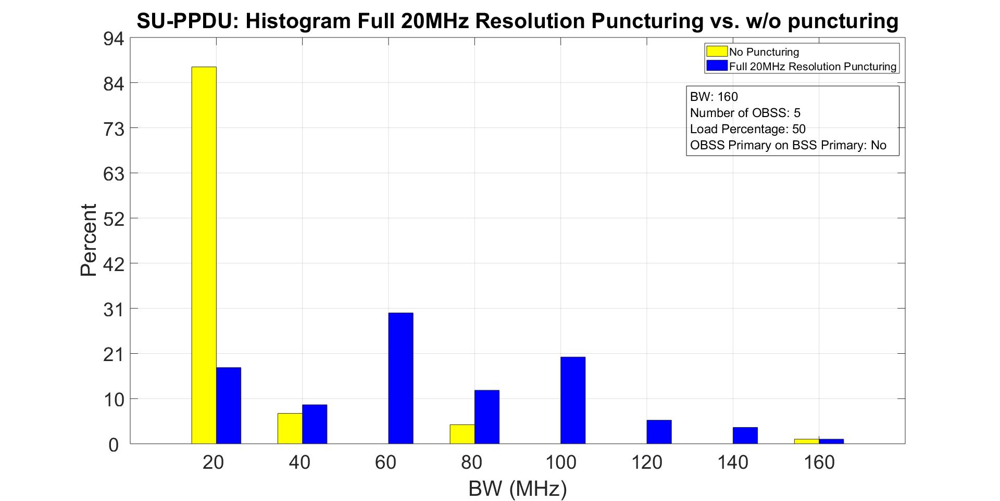 SU-PPDU: Histogram Full 20MHz Resolution Puncturing vs. w/o puncturing
No Puncturing
Full 20MHz Resolution Puncturing
BW: 160
Number of OBSS: 5
Load Percentage: 50
OBSS Primary on BSS Primary: No
Percent
94
84
73
63
52
42
31
21
10
0
20 40 60 80 100 120 140 160
BW (MHz)